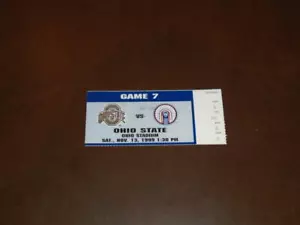 GAME 7
VS
OHIO STATE
OHIO STADIUM
SAT., NOV. 13, 1999 1:30 PM